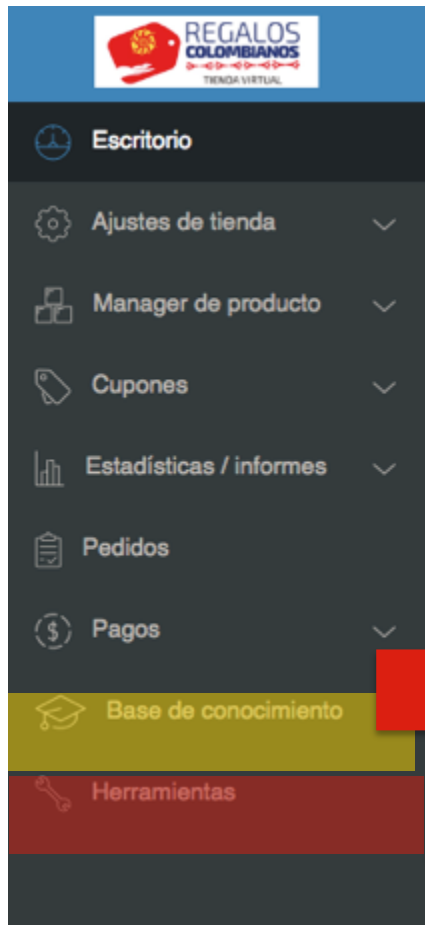 REGALOS
COLOMBIANOS
TIENDA VIRTUAL
Escritorio
Ajustes de tienda
Manager de producto
Cupones
Estadísticas / informes
Pedidos
$ Pagos
Base de conocimiento
Herramientas